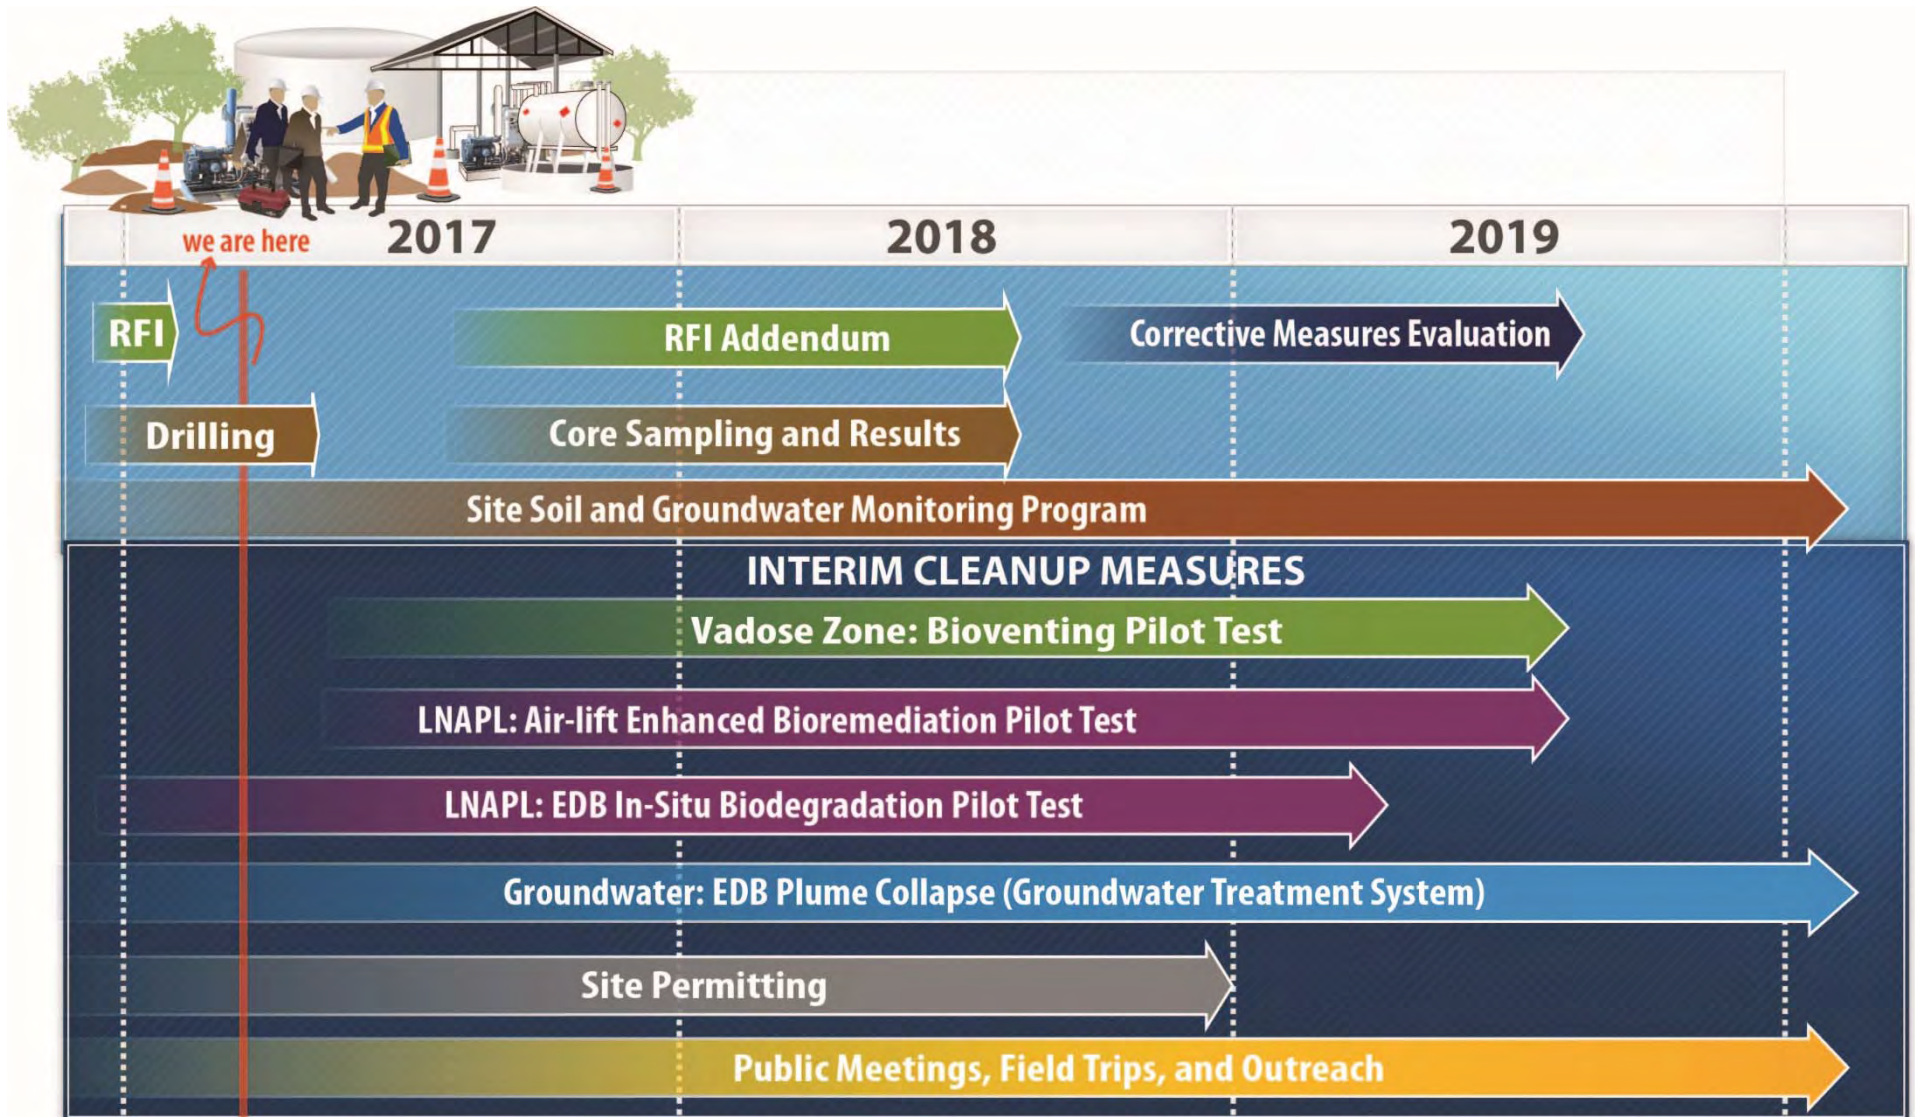 we are here
2017
2018
2019
RFI
RFI Addendum
Corrective Measures Evaluation
Drilling
Core Sampling and Results
Site Soil and Groundwater Monitoring Program
INTERIM CLEANUP MEASURES
Vadose Zone: Bioventing Pilot Test
LNAPL: Air-lift Enhanced Bioremediation Pilot Test
LNAPL: EDB In-Situ Biodegradation Pilot Test
Groundwater: EDB Plume Collapse (Groundwater Treatment System)
Site Permitting
Public Meetings, Field Trips, and Outreach